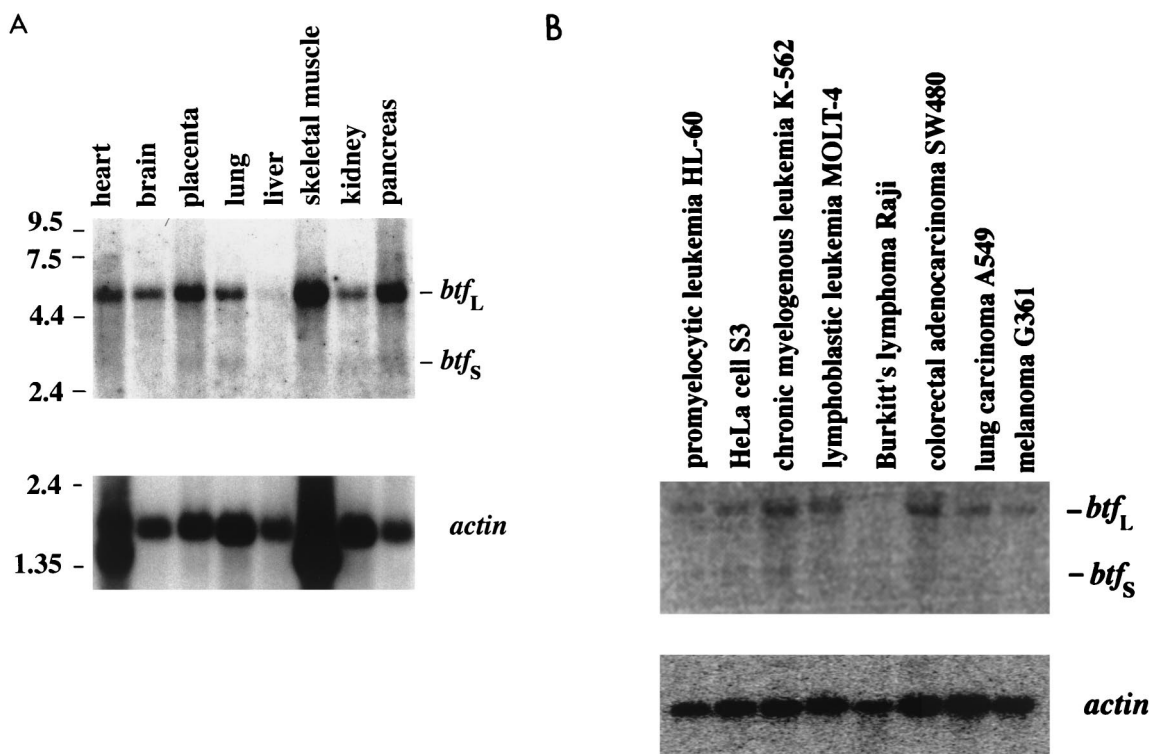 A
heart
brain
placenta
lung
liver
skeletal muscle
kidney
pancreas
9.5
7.5
4.4
2.4
btfL
btfS
2.4
1.35
actin
B
promyelocytic leukemia HL-60
HeLa cell S3
chronic myelogenous leukemia K-562
lymphoblastic leukemia MOLT-4
Burkitt's lymphoma Raji
colorectal adenocarcinoma SW480
lung carcinoma A549
melanoma G361
btfL
btfS
actin